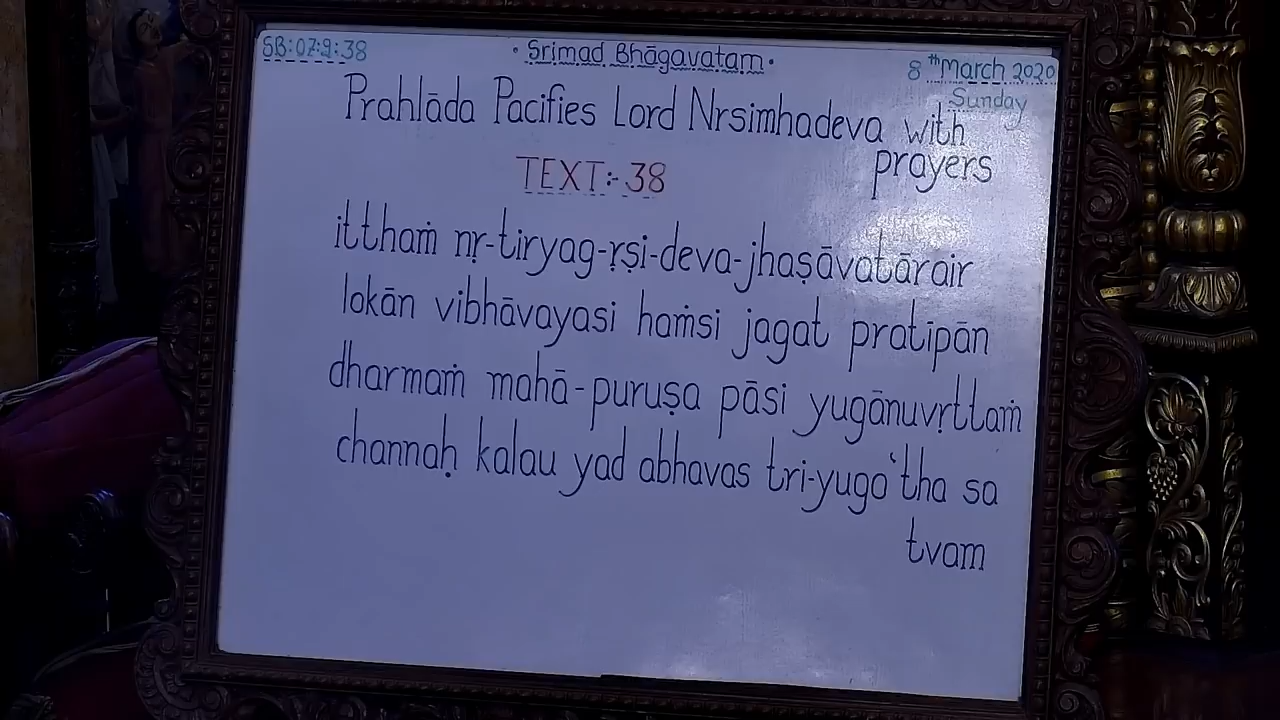 SB:07:9:38
• Srimad Bhāgavatam •
8th March 2020
Sunday
Prahlāda Pacifies Lord Nrsimhadeva with
prayers
TEXT:- 38
itthaṁ nṛ-tiryag-ṛṣi-deva-jhaṣāvatārair
lokān vibhāvayasi haṁsi jagat pratīpān
dharmaṁ mahā-puruṣa pāsi yugānuvṛttaṁ
channaḥ kalau yad abhavas tri-yugo‘tha sa
tvam